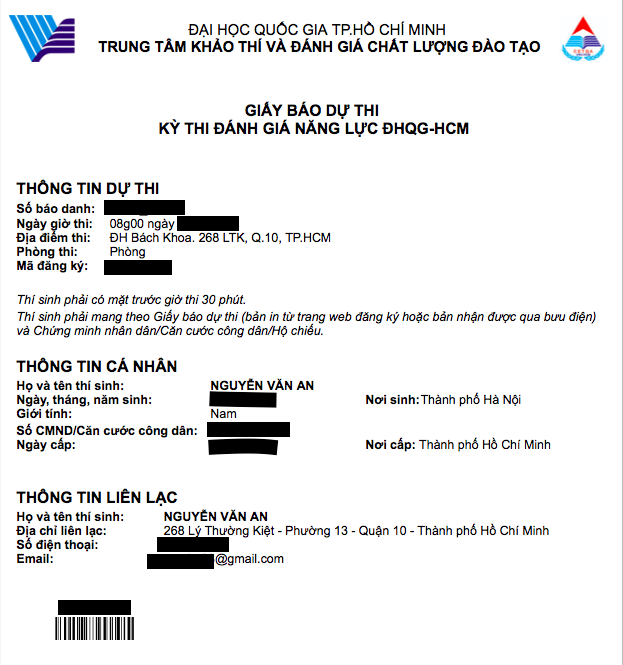 ĐẠI HỌC QUỐC GIA TP.HỒ CHÍ MINH
TRUNG TÂM KHẢO THÍ VÀ ĐÁNH GIÁ CHẤT LƯỢNG ĐÀO TẠO
GIẤY BÁO DỰ THI
KỲ THI ĐÁNH GIÁ NĂNG LỰC ĐHQG-HCM
THÔNG TIN DỰ THI
Số báo danh:
Ngày giờ thi: 08g00 ngày
Địa điểm thi: ĐH Bách Khoa. 268 LTK, Q.10, TP.HCM
Phòng thi: Phòng
Mã đăng ký:
Thí sinh phải có mặt trước giờ thi 30 phút.
Thí sinh phải mang theo Giấy báo dự thi (bản in từ trang web đăng ký hoặc bản nhận được qua bưu điện)
và Chứng minh nhân dân/Căn cước công dân/Hộ chiếu.
THÔNG TIN CÁ NHÂN
Họ và tên thí sinh: NGUYỄN VĂN AN
Ngày, tháng, năm sinh: Nơi sinh: Thành phố Hà Nội
Giới tính: Nam
Số CMND/Căn cước công dân:
Ngày cấp: Nơi cấp: Thành phố Hồ Chí Minh
THÔNG TIN LIÊN LẠC
Họ và tên thí sinh: NGUYỄN VĂN AN
Địa chỉ liên lạc: 268 Lý Thường Kiệt - Phường 13 - Quận 10 - Thành phố Hồ Chí Minh
Số điện thoại:
Email: @gmail.com